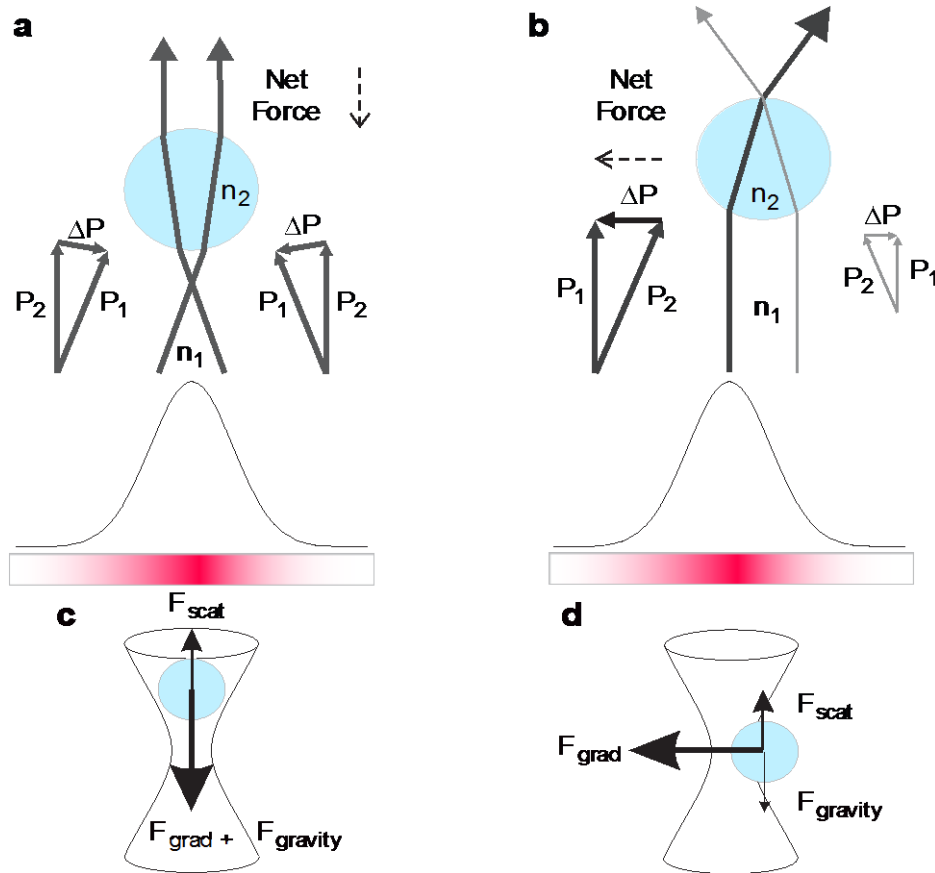 a
Net
Force
n2
ΔP
ΔP
P2
P1
P1
P2
n1
b
Net
Force
n2
ΔP
ΔP
P1
P2
P2
P1
n1
c
Fscat
Fgrad + Fgravity
d
Fscat
Fgrad
Fgravity